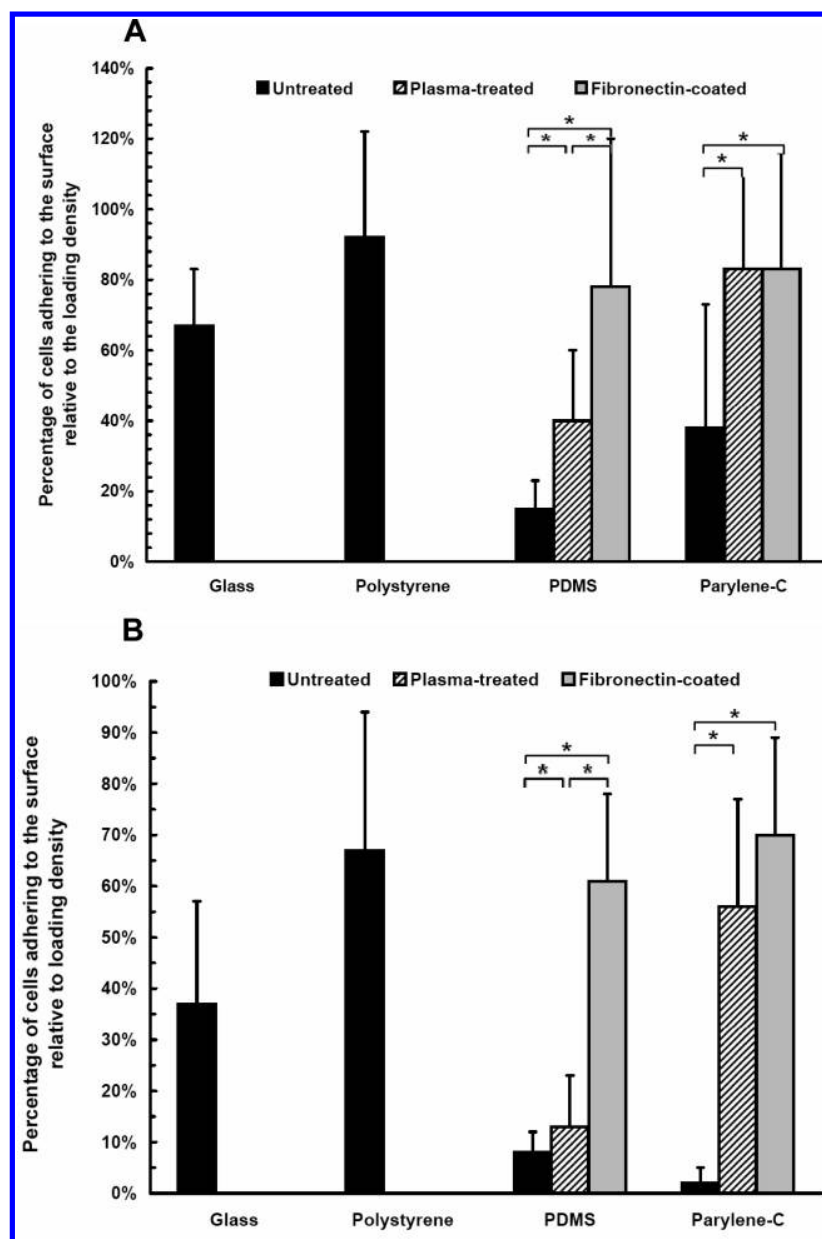 A
140%
120%
100%
80%
60%
40%
20%
0%
Percentage of cells adhering to the surface
relative to the loading density
Untreated Plasma-treated Fibronectin-coated
* * *
* *
Glass Polystyrene PDMS Parylene-C
B
100%
90%
80%
70%
60%
50%
40%
30%
20%
10%
0%
Percentage of cells adhering to the surface
relative to loading density
Untreated Plasma-treated Fibronectin-coated
* * *
* *
Glass Polystyrene PDMS Parylene-C